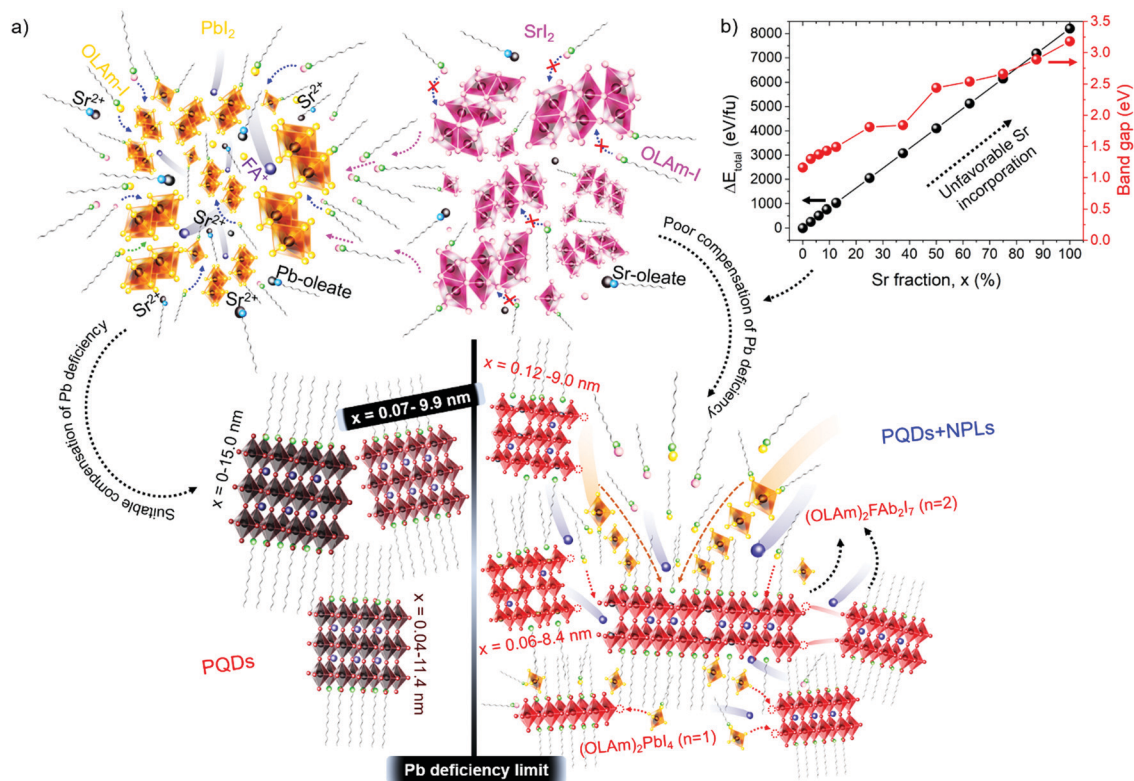 a)
PbI2
OLAm-I
Sr2+
Sr2+
FA+
Sr2+
Sr2+
Sr2+
Pb-oleate
SrI2
OLAm-I
Sr-oleate
b)
8000
7000
6000
5000
4000
3000
2000
1000
0
ΔEtotal (eV/fu)
3.5
3.0
2.5
2.0
1.5
1.0
0.5
0.0
Band gap (eV)
Unfavorable Sr
incorporation
0 10 20 30 40 50 60 70 80 90 100
Sr fraction, x (%)
Suitable compensation of Pb deficiency
Poor compensation of Pb deficiency
x = 0-15.0 nm
x = 0.07- 9.9 nm
x = 0.04-11.4 nm
PQDs
x = 0.12 -9.0 nm
PQDs+NPLs
(OLAm)2FAb2I7 (n=2)
x = 0.06-8.4 nm
(OLAm)2PbI4 (n=1)
Pb deficiency limit